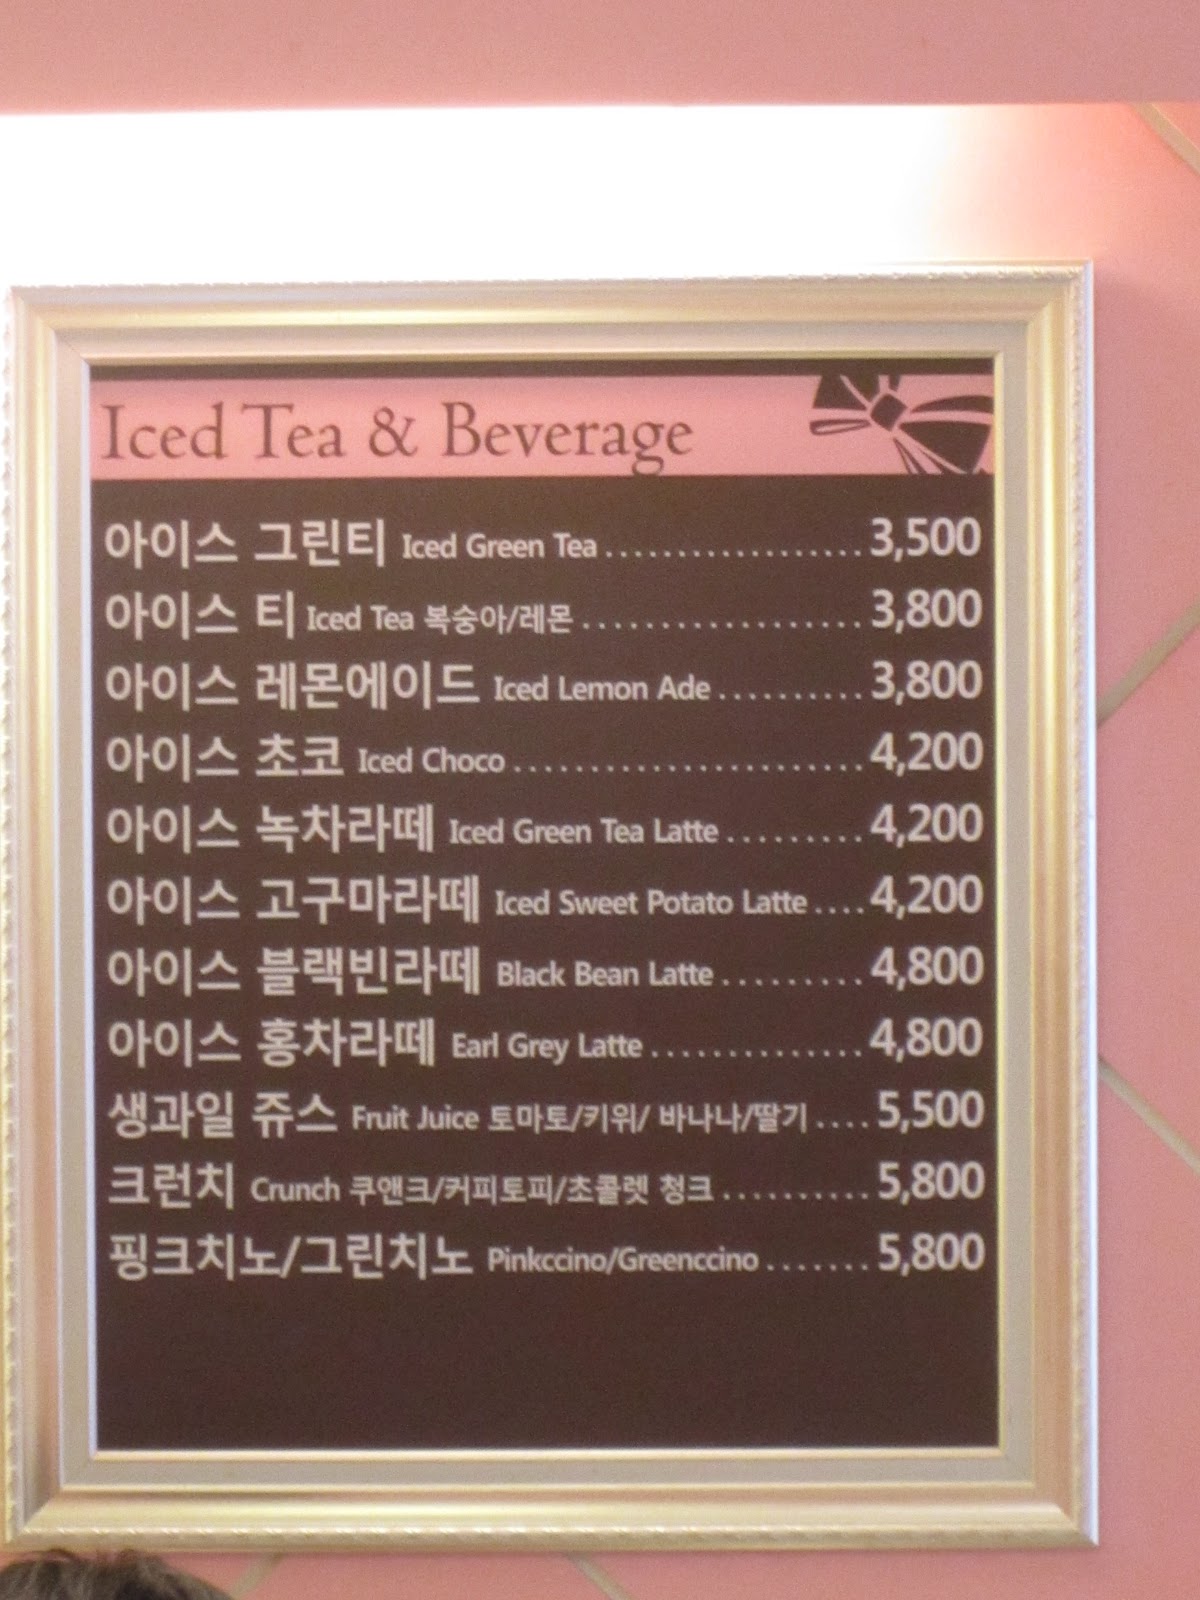 Iced Tea & Beverage
아이스 그린티 Iced Green Tea.................. 3,500
아이스 티 Iced Tea 복숭아/레몬................... 3,800
아이스 레몬에이드 Iced Lemon Ade.......... 3,800
아이스 초코 Iced Choco....................... 4,200
아이스 녹차라떼 Iced Green Tea Latte......... 4,200
아이스 고구마라떼 Iced Sweet Potato Latte.... 4,200
아이스 블랙빈라떼 Black Bean Latte.......... 4,800
아이스 홍차라떼 Earl Grey Latte............... 4,800
생과일 쥬스 Fruit Juice 토마토/키위/ 바나나/딸기.... 5,500
크런치 Crunch 쿠앤크/커피토피/초콜렛 청크.......... 5,800
핑크치노/그린치노 Pinkccino/Greenccino....... 5,800